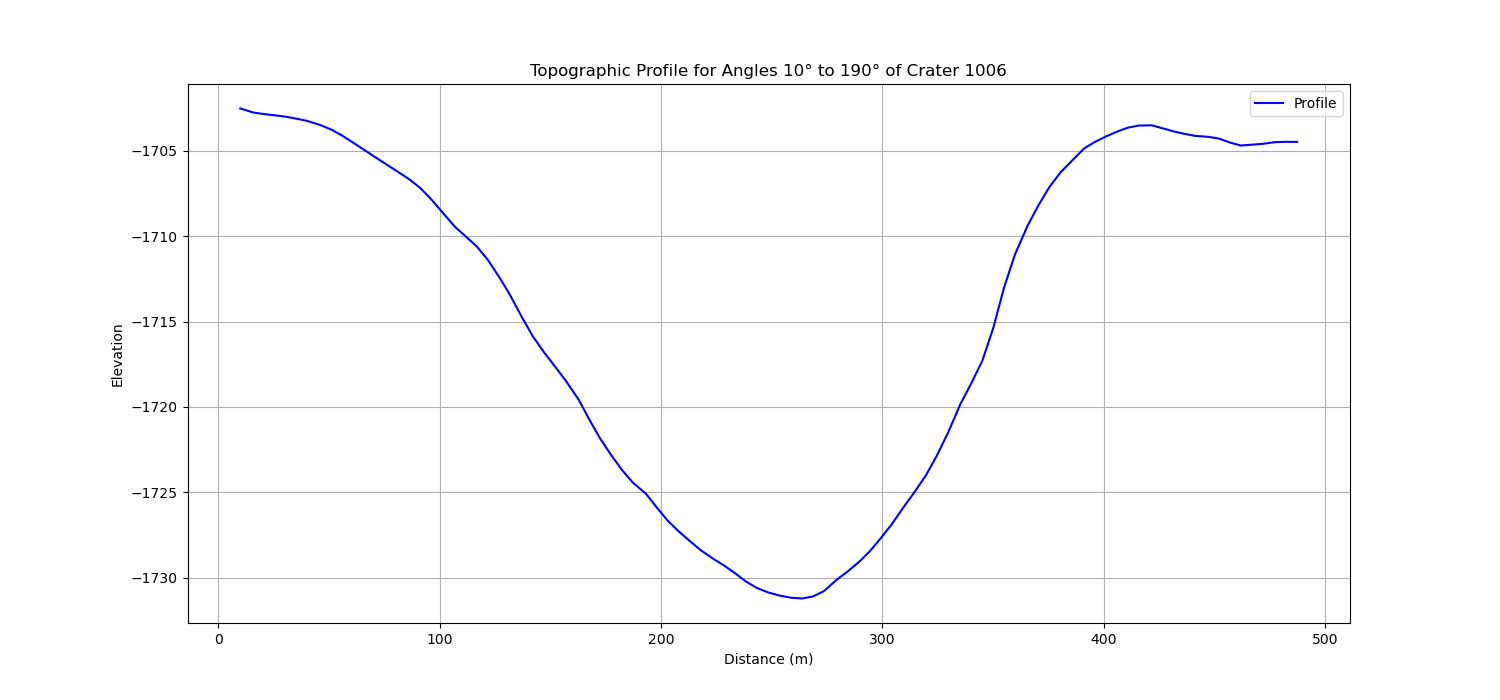 Topographic Profile for Angles 10° to 190° of Crater 1006
Profile
−1705
−1710
−1715
−1720
−1725
−1730
Elevation
0 100 200 300 400 500
Distance (m)